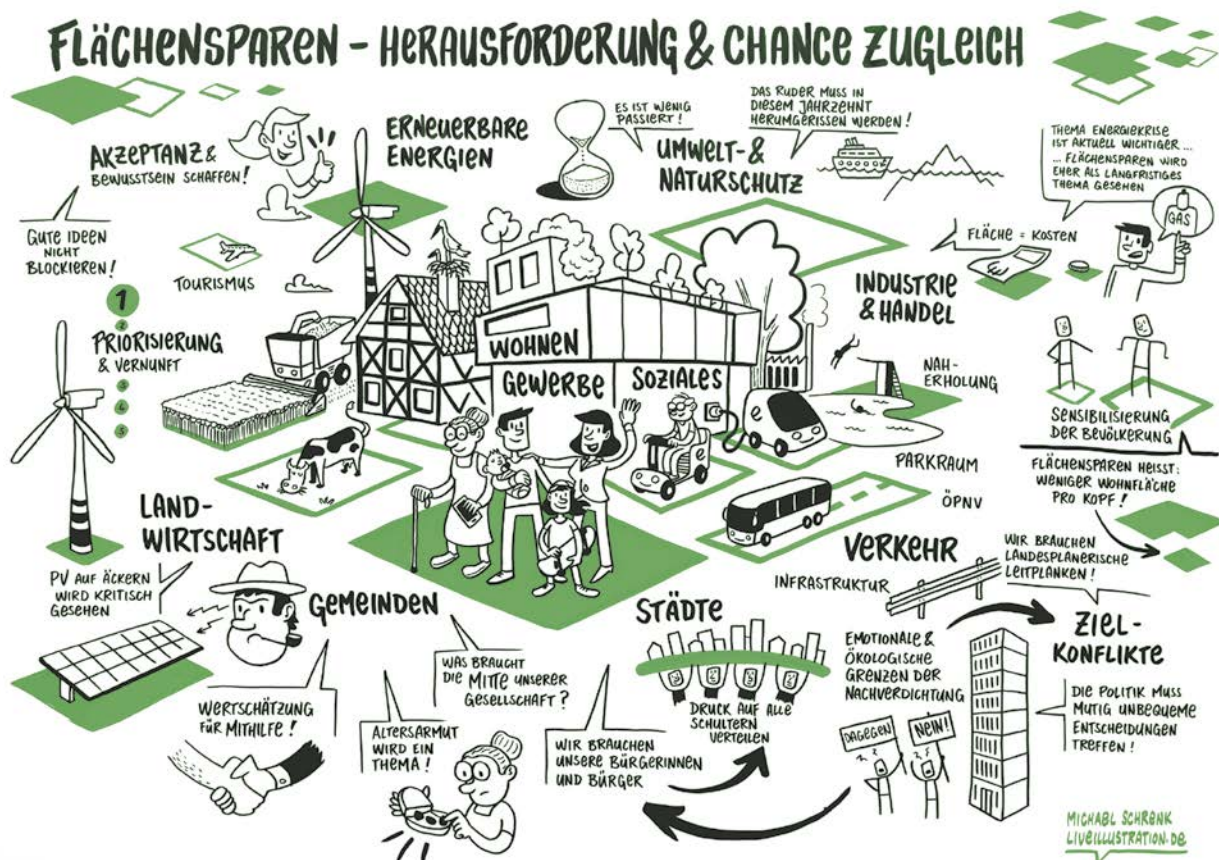 FLÄCHENSPAREN - HERAUSFORDERUNG & CHANCE ZUGLEICH
AKZEPTANZ &
BEWUSSTSEIN SCHAFFEN!
GUTE IDEEN
NICHT
BLOCKIEREN!
TOURISMUS
1
2
PRIORISIERUNG
& VERNUNFT
3
4
5
ERNEUERBARE
ENERGIEN
ES IST WENIG
PASSIERT!
DAS RUDER MUSS IN
DIESEM JAHRZEHNT
HERUMGERISSEN WERDEN!
UMWELT- &
NATURSCHUTZ
THEMA ENERGIEKRISE
IST AKTUELL WICHTIGER ...
... FLÄCHENSPAREN WIRD
EHER ALS LANGFRISTIGES
THEMA GESEHEN
GAS
FLÄCHE = KOSTEN
INDUSTRIE
& HANDEL
WOHNEN
GEWERBE
SOZIALES
NAH-
ERHOLUNG
SENSIBILISIERUNG
DER BEVÖLKERUNG
FLÄCHENSPAREN HEISST:
WENIGER WOHNFLÄCHE
PRO KOPF!
PARKRAUM
ÖPNV
VERKEHR
INFRASTRUKTUR
WIR BRAUCHEN
LANDESPLANERISCHE
LEITPLANKEN!
LAND-
WIRTSCHAFT
PV AUF ÄCKERN
WIRD KRITISCH
GESEHEN
GEMEINDEN
WERTSCHÄTZUNG
FÜR MITHILFE!
WAS BRAUCHT
DIE MITTE UNSERER
GESELLSCHAFT?
ALTERSARMUT
WIRD EIN
THEMA!
STÄDTE
DRUCK AUF ALLE
SCHULTERN
VERTEILEN
WIR BRAUCHEN
UNSERE BÜRGERINNEN
UND BÜRGER
EMOTIONALE &
ÖKOLOGISCHE
GRENZEN DER
NACHVERDICHTUNG
DAGEGEN
NEIN!
ZIEL-
KONFLIKTE
DIE POLITIK MUSS
MUTIG UNBEQUEME
ENTSCHEIDUNGEN
TREFFEN!
MICHAEL SCHRENK
LIVEILLUSTRATION.DE